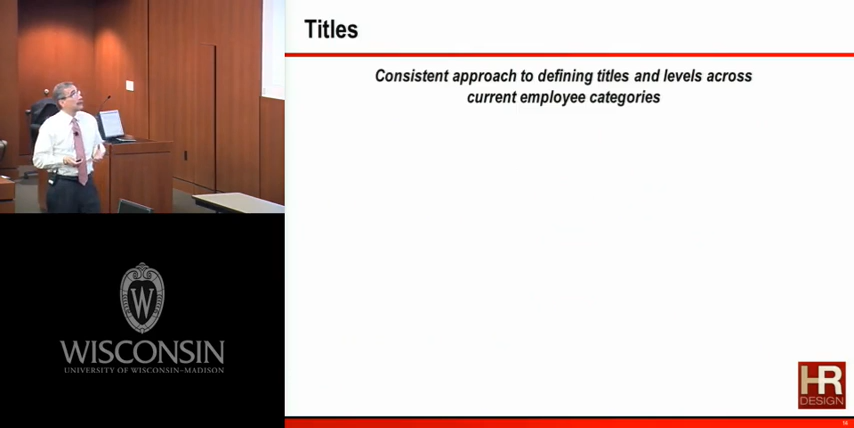 Titles
Consistent approach to defining titles and levels across
current employee categories
W
WISCONSIN
UNIVERSITY OF WISCONSIN–MADISON
HR
DESIGN
16